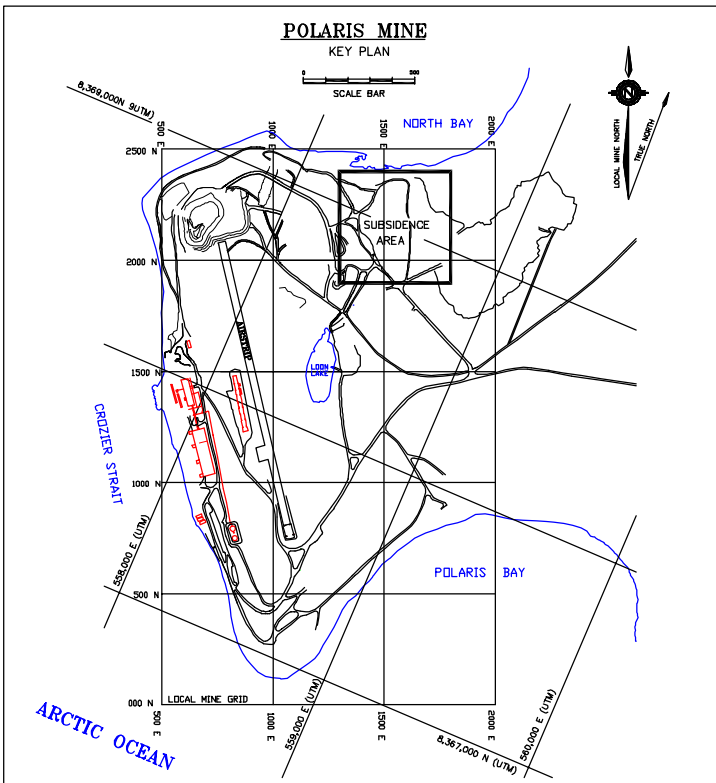 POLARIS MINE
KEY PLAN
0 500
SCALE BAR
8,369,000N 9UTM)
500 E
1000 E
1500 E
2000 E
NORTH BAY
N
LOCAL MINE NORTH
TRUE NORTH
2500 N
SUBSIDENCE
AREA
2000 N
AIRSTRIP
LOON
LAKE
1500 N
CROZIER STRAIT
1000 N
558,000 E (UTM)
POLARIS BAY
500 N
000 N
LOCAL MINE GRID
500 E
1000 E
1500 E
2000 E
559,000 E (UTM)
8,367,000 N (UTM)
560,000 E (UTM)
ARCTIC OCEAN